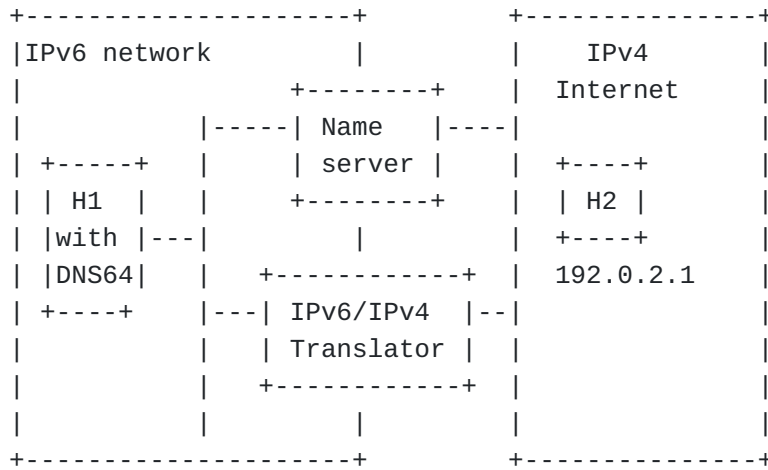 IPv6 network
IPv4
Internet
Name
server
H1
with
DNS64
H2
192.0.2.1
IPv6/IPv4
Translator